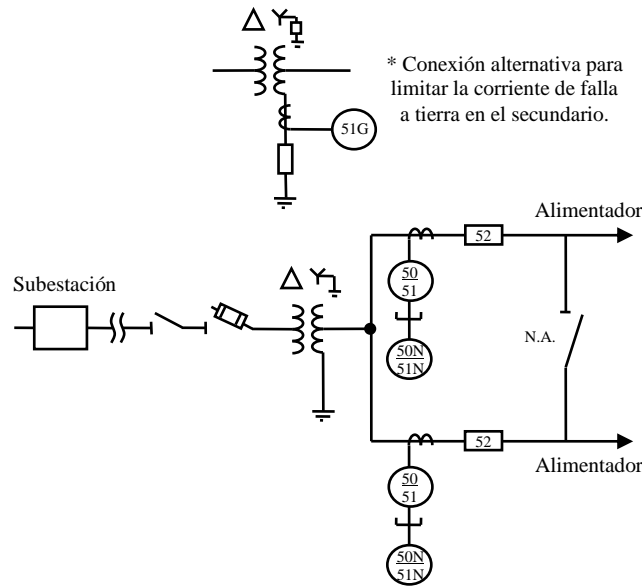 * Conexión alternativa para
limitar la corriente de falla
a tierra en el secundario.
51G
Alimentador
52
50
51
Subestación
50N
51N
N.A.
52
Alimentador
50
51
50N
51N